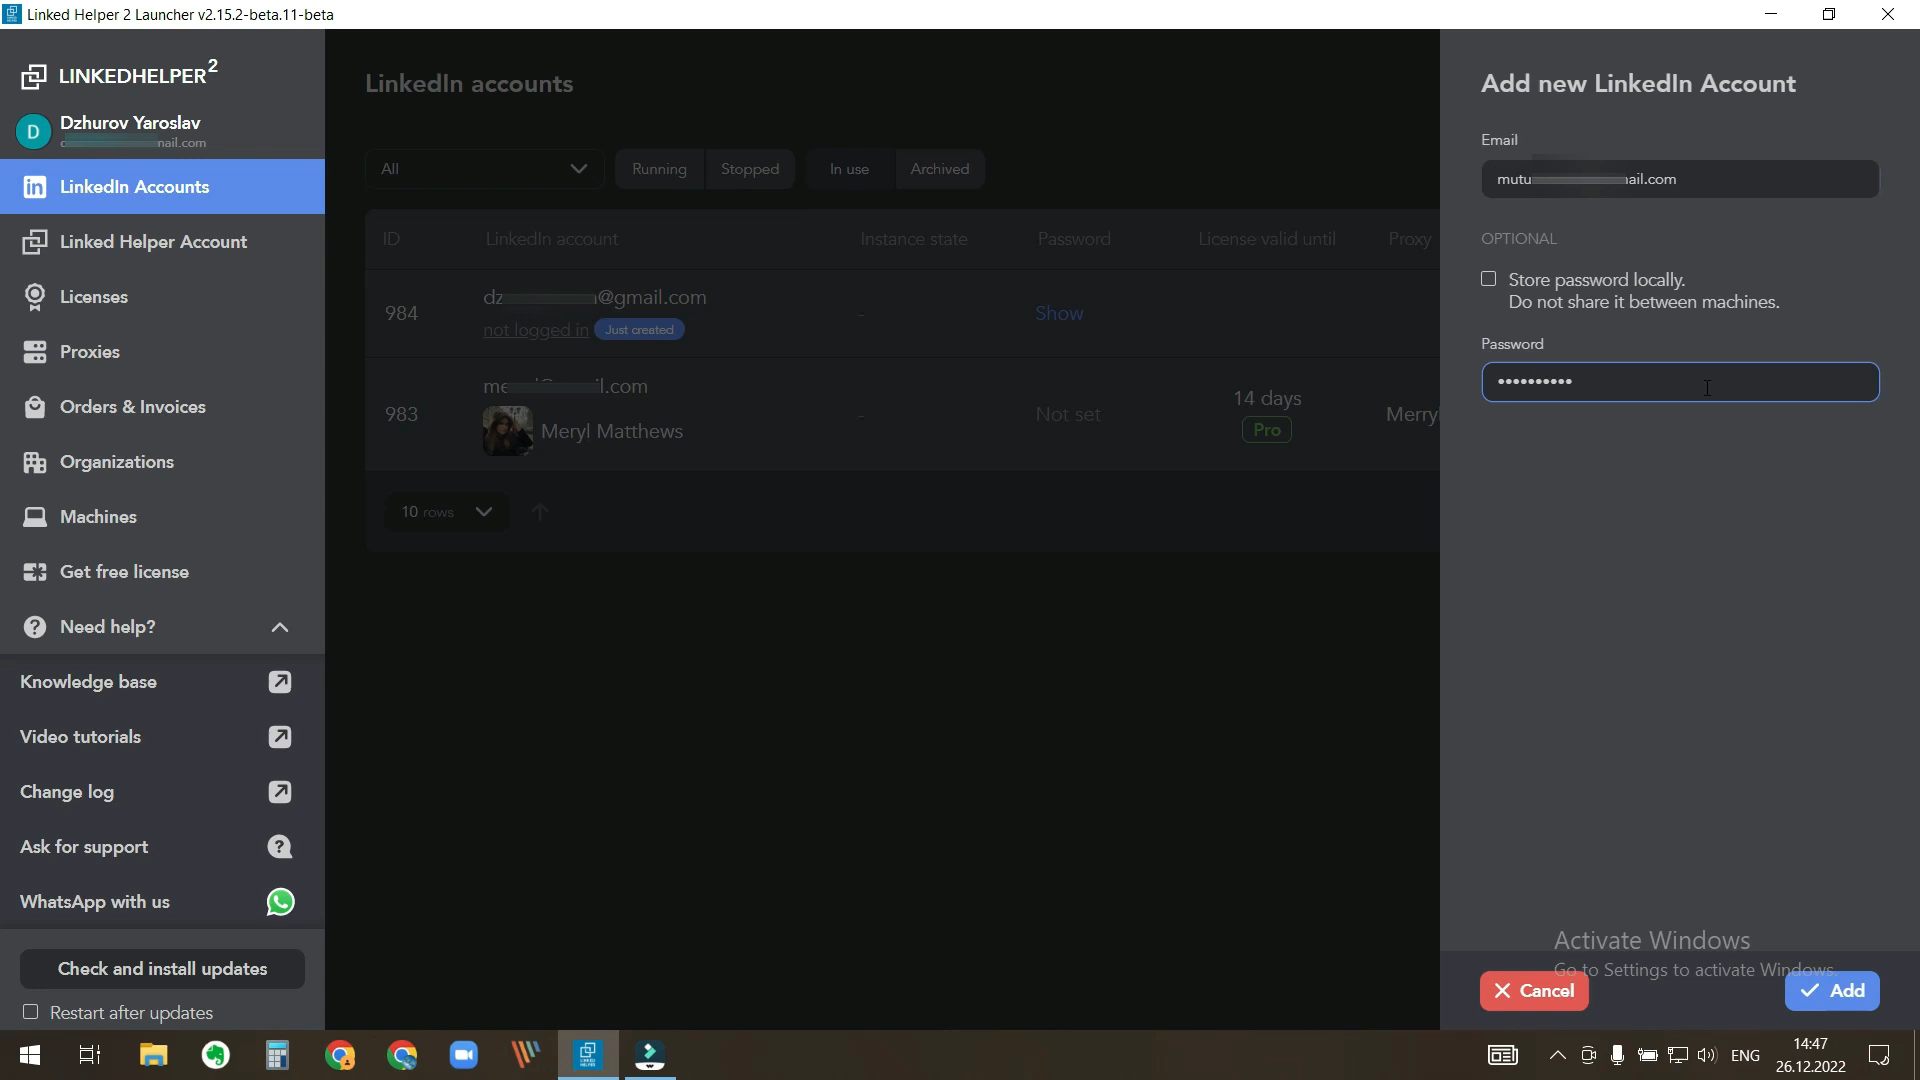 Linked Helper 2 Launcher v2.15.2-beta.11-beta
LINKEDHELPER2
D
Dzhurov Yaroslav
nail.com
in LinkedIn Accounts
Linked Helper Account
Licenses
Proxies
Orders & Invoices
Organizations
Machines
Get free license
Need help?
Knowledge base
Video tutorials
Change log
Ask for support
WhatsApp with us
Check and install updates
Restart after updates
LinkedIn accounts
All
Running Stopped In use Archived
ID LinkedIn account Instance state Password License valid until Proxy
984
dz @gmail.com
not logged in Just created
- Show
983
me l.com
Meryl Matthews
- Not set
14 days
Pro
Merry
10 rows
Add new LinkedIn Account
Email
mutu ail.com
OPTIONAL
Store password locally.
Do not share it between machines.
Password
••••••••••
Activate Windows
Go to Settings to activate Windows.
Cancel
Add
ENG
14:47
26.12.2022